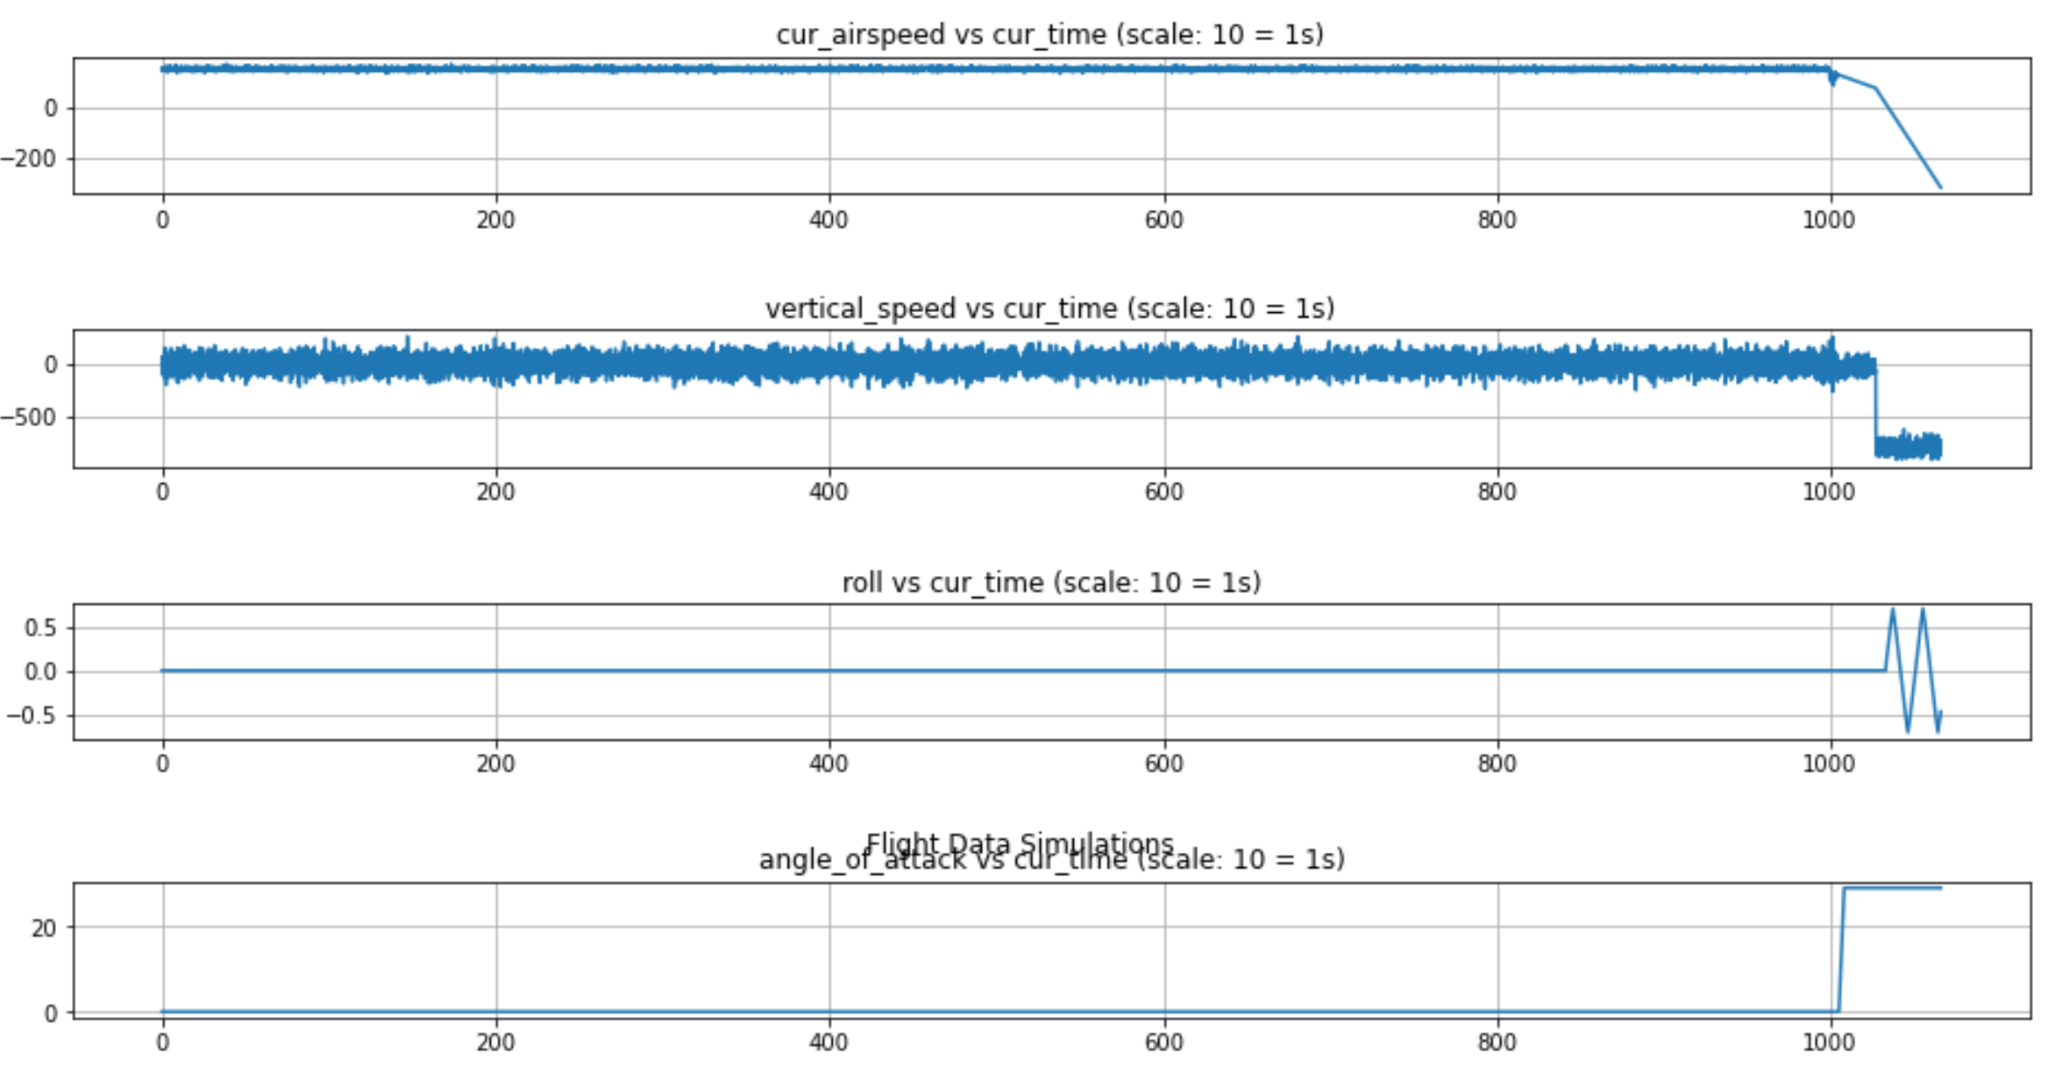 cur_airspeed vs cur_time (scale: 10 = 1s)
0
−200
0 200 400 600 800 1000
vertical_speed vs cur_time (scale: 10 = 1s)
0
−500
0 200 400 600 800 1000
roll vs cur_time (scale: 10 = 1s)
0.5
0.0
−0.5
0 200 400 600 800 1000
Flight Data Simulations
angle_of_attack vs cur_time (scale: 10 = 1s)
20
0
0 200 400 600 800 1000